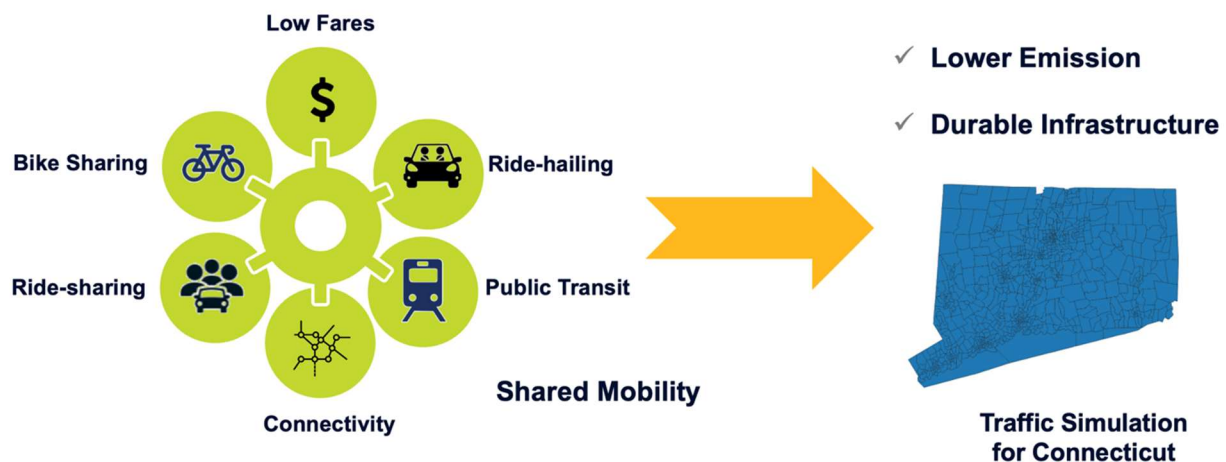 Low Fares
Bike Sharing
$
Ride-hailing
Ride-sharing
Public Transit
Connectivity
Shared Mobility
✓ Lower Emission
✓ Durable Infrastructure
Traffic Simulation
for Connecticut